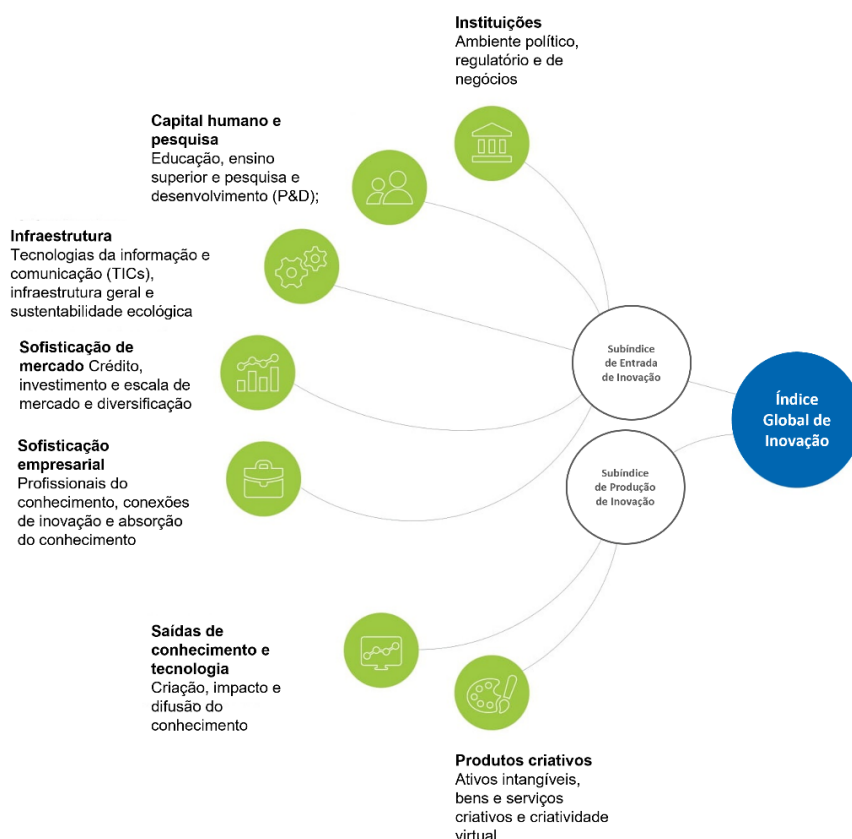 Instituições
Ambiente político,
regulatório e de
negócios
Capital humano e
pesquisa
Educação, ensino
superior e pesquisa e
desenvolvimento (P&D);
Infraestrutura
Tecnologias da informação e
comunicação (TICs),
infraestrutura geral e
sustentabilidade ecológica
Sofisticação de
mercado Crédito,
investimento e escala de
mercado e diversificação
Sofisticação
empresarial
Profissionais do
conhecimento, conexões
de inovação e absorção
do conhecimento
Subíndice
de Entrada
de Inovação
Índice
Global de
Inovação
Subíndice
de Produção
de Inovação
Saídas de
conhecimento e
tecnologia
Criação, impacto e
difusão do
conhecimento
Produtos criativos
Ativos intangíveis,
bens e serviços
criativos e criatividade
virtual